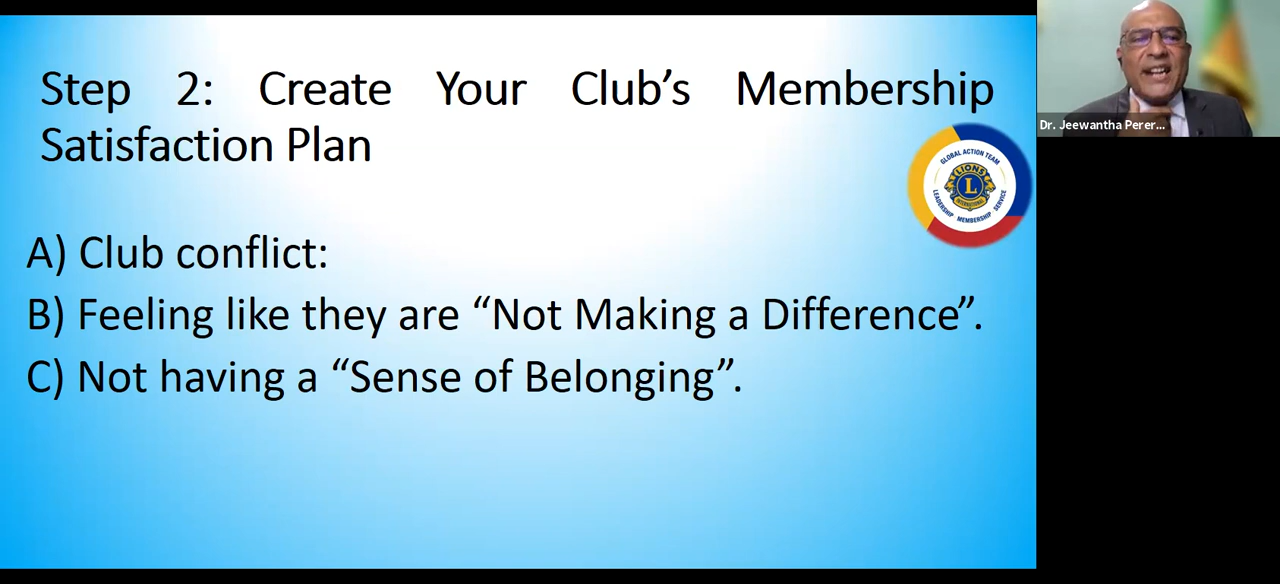 Step 2: Create Your Club’s Membership
Satisfaction Plan
A) Club conflict:
B) Feeling like they are “Not Making a Difference”.
C) Not having a “Sense of Belonging”.
GLOBAL ACTION TEAM
LIONS
L
INTERNATIONAL
LEADERSHIP MEMBERSHIP SERVICE
Dr. Jeewantha Perer...